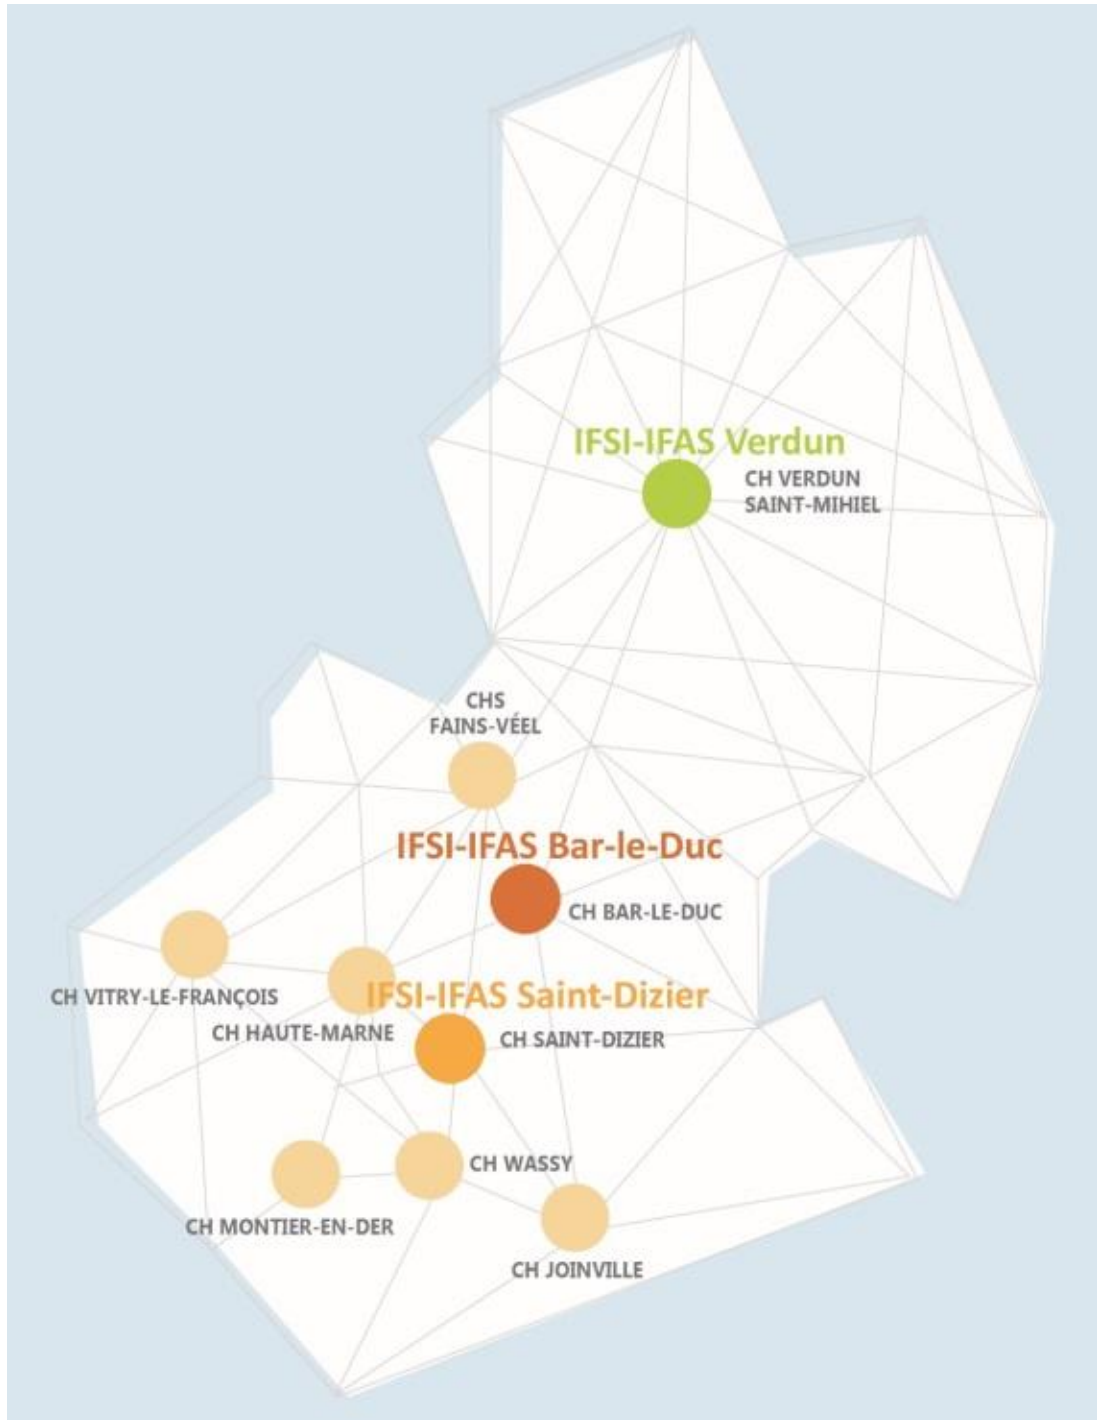 IFSI-IFAS Verdun
CH VERDUN
SAINT-MIHIEL
CHS
FAINS-VÉEL
IFSI-IFAS Bar-le-Duc
CH BAR-LE-DUC
CH VITRY-LE-FRANÇOIS
IFSI-IFAS Saint-Dizier
CH HAUTE-MARNE
CH SAINT-DIZIER
CH WASSY
CH MONTIER-EN-DER
CH JOINVILLE